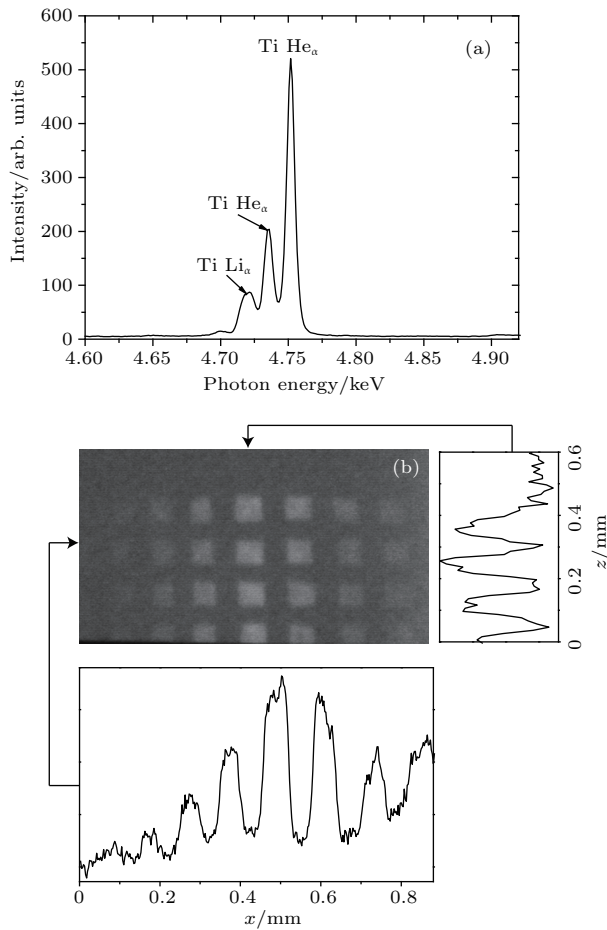 600
(a)
Ti Heα
500
400
300
Ti Heα
200
Ti Liα
100
0
4.60 4.70 4.75 4.80 4.85 4.90
Photon energy/keV
Intensity/arb. units
(b)
0.6
0.4
0.2
0
z/mm
0 0.2 0.4 0.6 0.8
x/mm